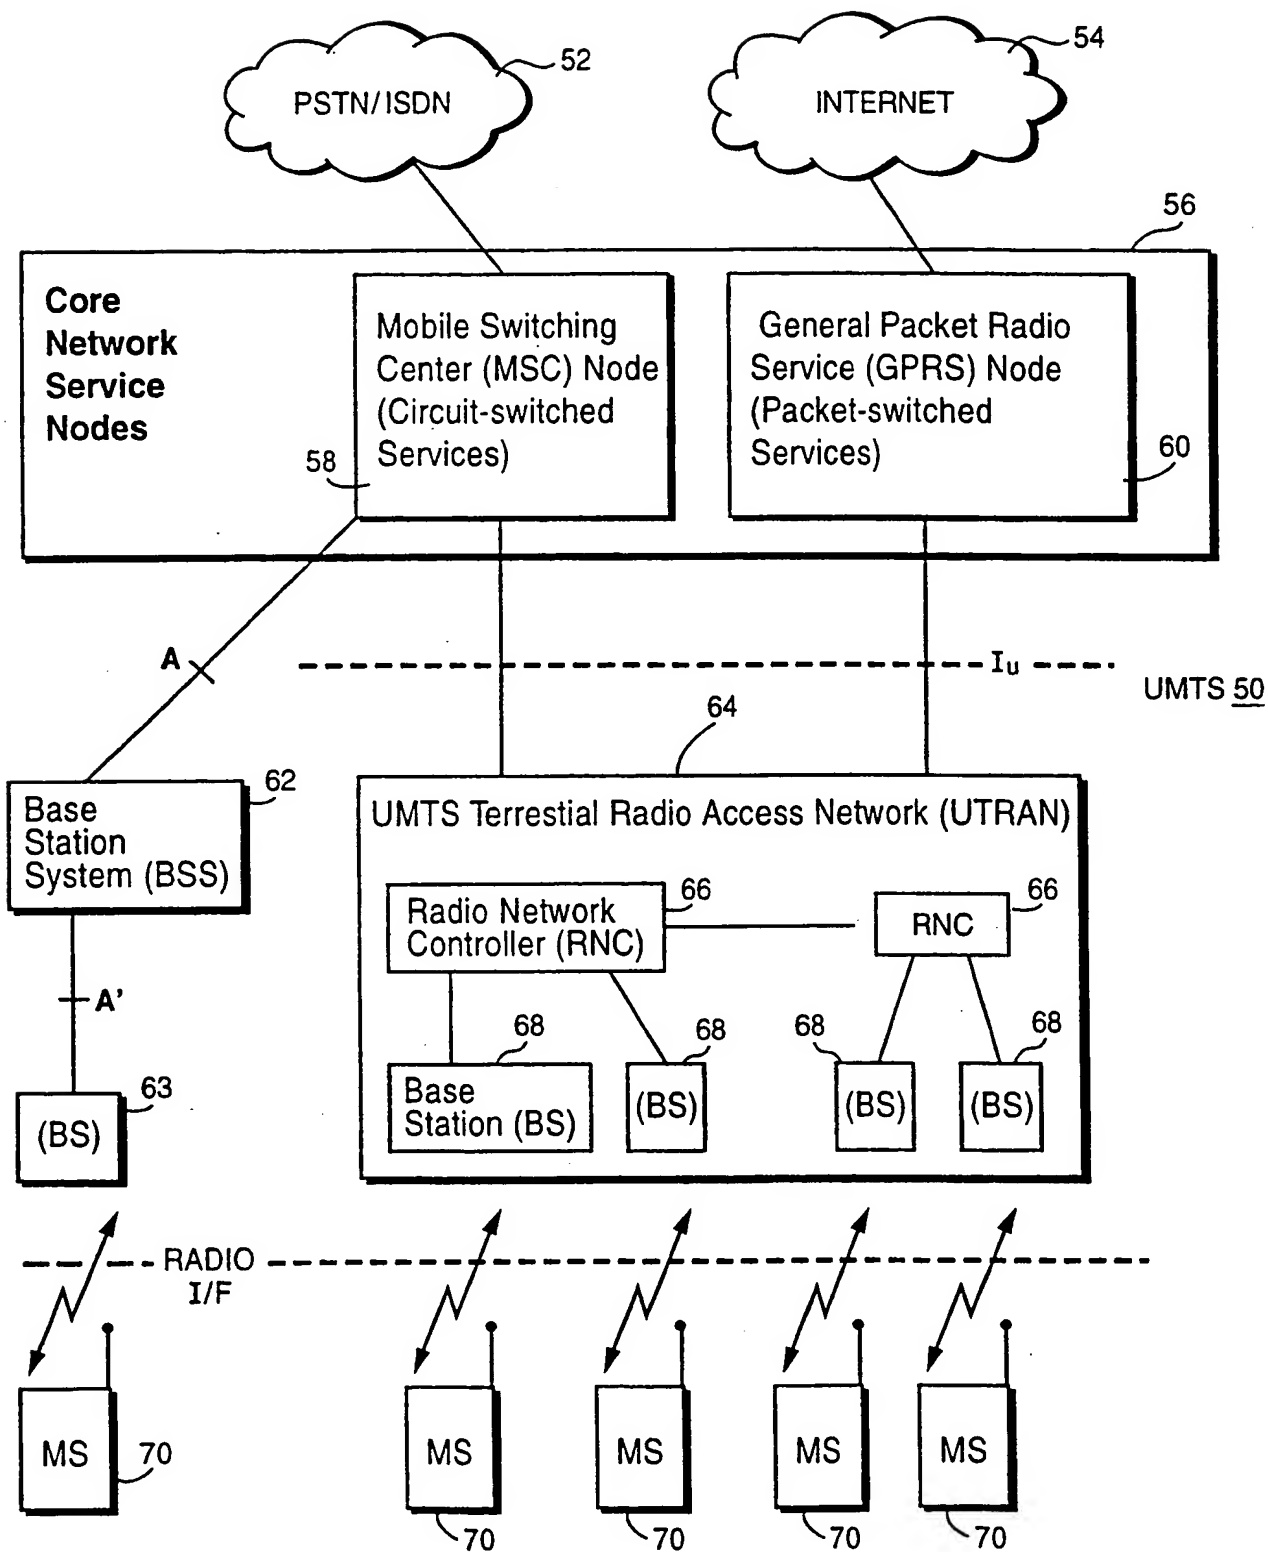 52
54
PSTN/ISDN
INTERNET
56
Core
Network
Service
Nodes
Mobile Switching
Center (MSC) Node
(Circuit-switched
Services)
58
General Packet Radio
Service (GPRS) Node
(Packet-switched
Services)
60
A
Iu
UMTS 50
64
62
Base
Station
System (BSS)
UMTS Terrestial Radio Access Network (UTRAN)
66
Radio Network
Controller (RNC)
66
RNC
A'
68
68
68
68
63
(BS)
Base
Station (BS)
(BS)
(BS)
(BS)
RADIO
I/F
MS
70
MS
70
MS
70
MS
70
MS
70